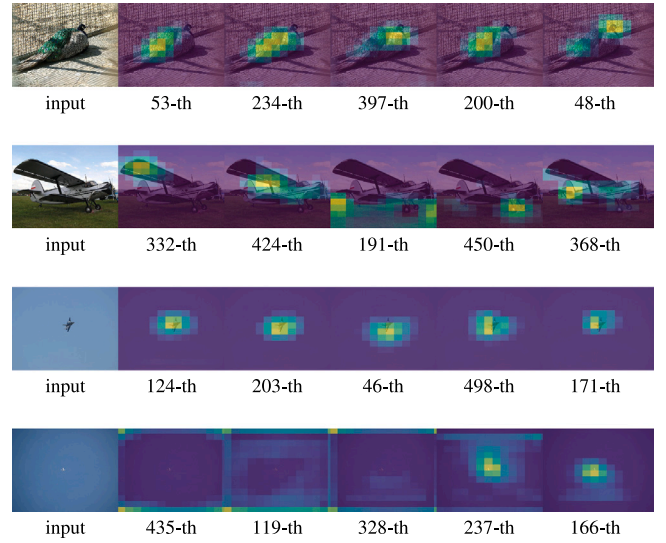 input 53-th 234-th 397-th 200-th 48-th
input 332-th 424-th 191-th 450-th 368-th
input 124-th 203-th 46-th 498-th 171-th
input 435-th 119-th 328-th 237-th 166-th